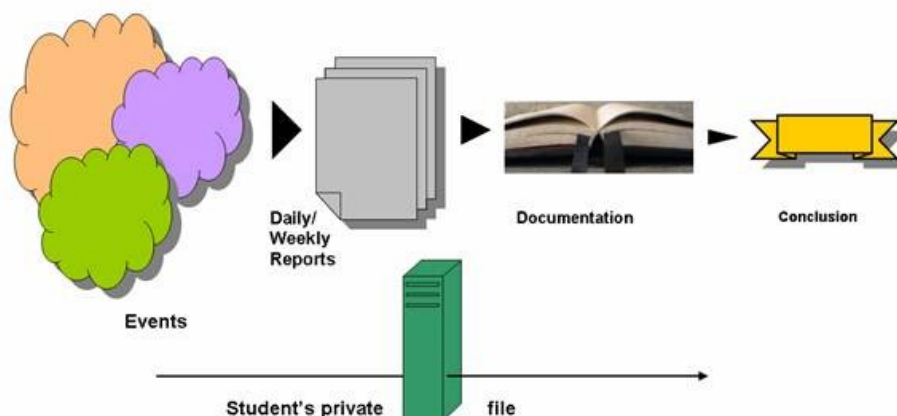 Daily/
Weekly
Reports
Documentation
Conclusion
Events
Student's private file